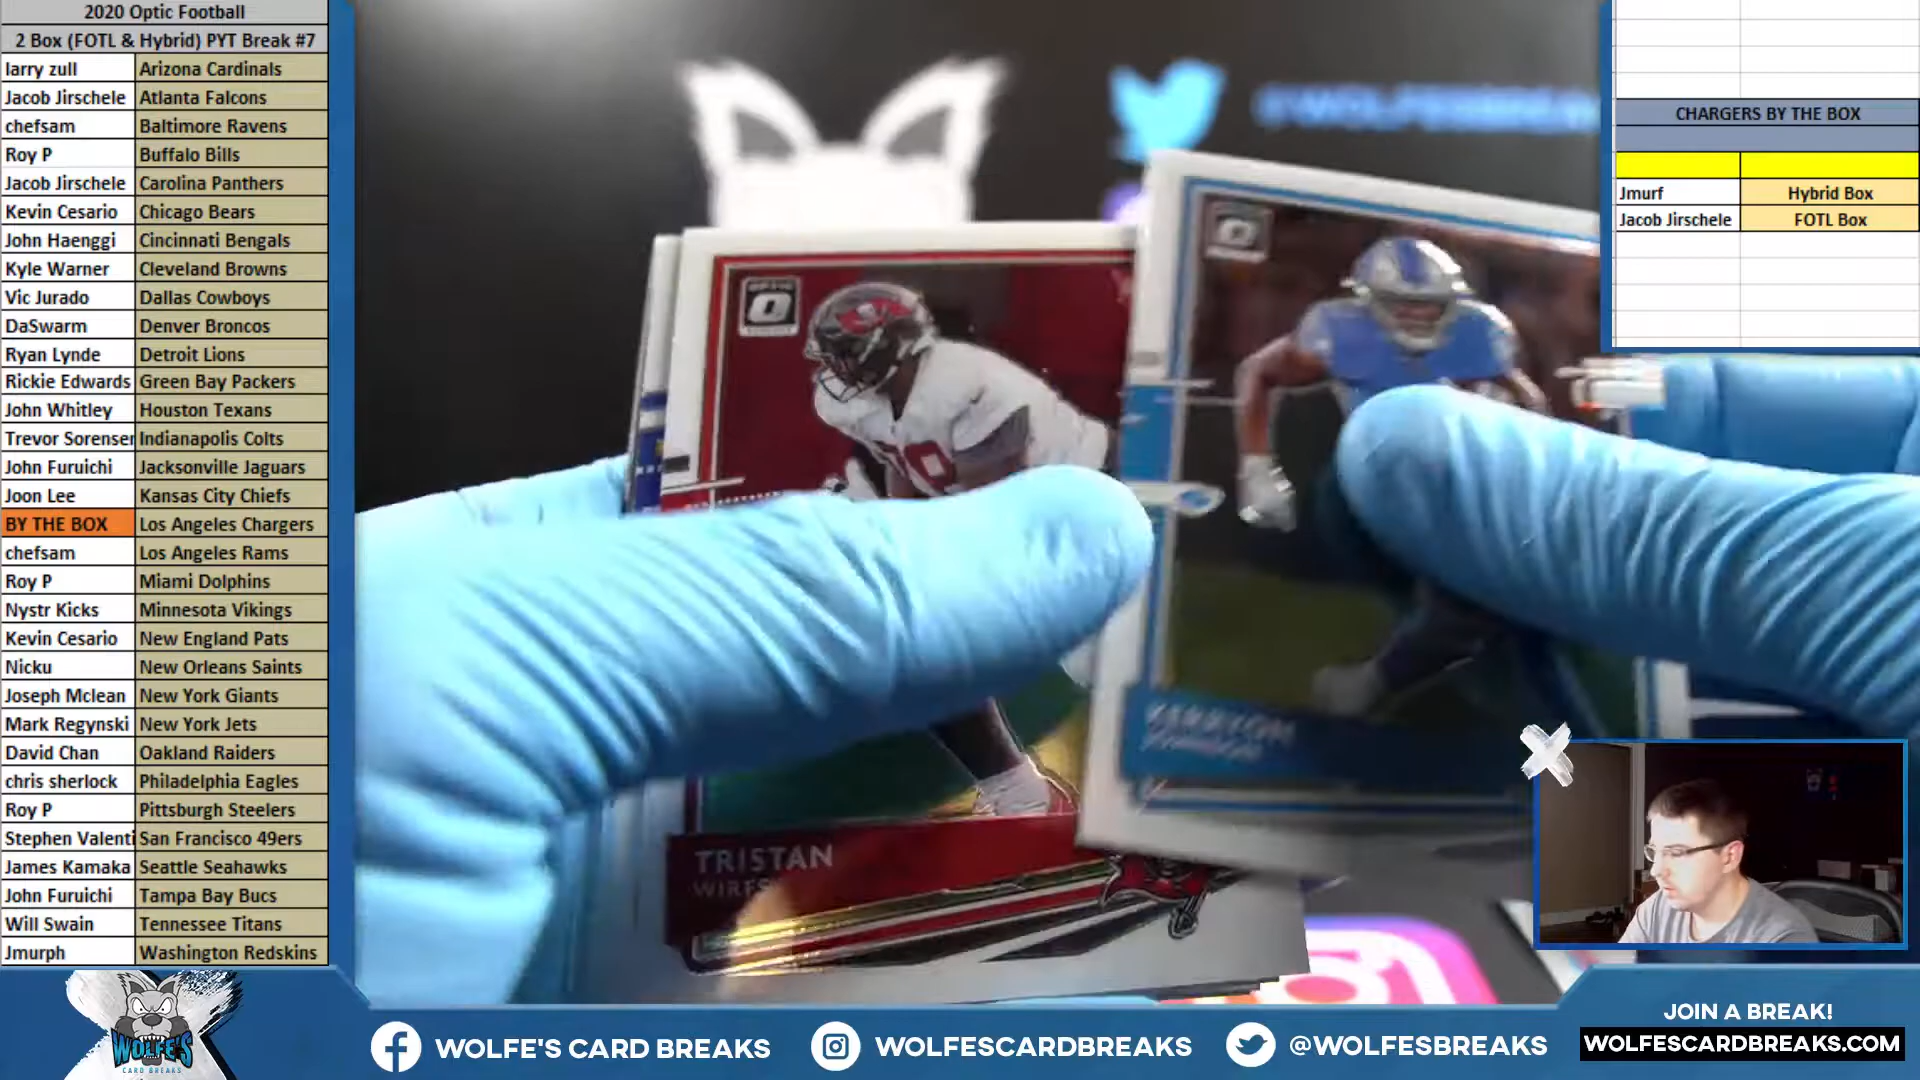 2020 Optic Football
2 Box (FOTL & Hybrid) PYT Break #7
larry zull Arizona Cardinals
Jacob Jirschele Atlanta Falcons
chefsam Baltimore Ravens
Roy P Buffalo Bills
Jacob Jirschele Carolina Panthers
Kevin Cesario Chicago Bears
John Haenggi Cincinnati Bengals
Kyle Warner Cleveland Browns
Vic Jurado Dallas Cowboys
DaSwarm Denver Broncos
Ryan Lynde Detroit Lions
Rickie Edwards Green Bay Packers
John Whitley Houston Texans
Trevor Sorenser Indianapolis Colts
John Furuichi Jacksonville Jaguars
Joon Lee Kansas City Chiefs
BY THE BOX Los Angeles Chargers
chefsam Los Angeles Rams
Roy P Miami Dolphins
Nystr Kicks Minnesota Vikings
Kevin Cesario New England Pats
Nicku New Orleans Saints
Joseph Mclean New York Giants
Mark Regynski New York Jets
David Chan Oakland Raiders
chris sherlock Philadelphia Eagles
Roy P Pittsburgh Steelers
Stephen Valenti San Francisco 49ers
James Kamaka Seattle Seahawks
John Furuichi Tampa Bay Bucs
Will Swain Tennessee Titans
Jmurph Washington Redskins
CHARGERS BY THE BOX
Jmurf Hybrid Box
Jacob Jirschele FOTL Box
@WOLFESBREAKS
OPTIC
TRISTAN
WIRFS
KERRYON
JOHNSON
WOLFE'S
CARD BREAKS
WOLFE'S CARD BREAKS
WOLFESCARDBREAKS
@WOLFESBREAKS
JOIN A BREAK!
WOLFESCARDBREAKS.COM